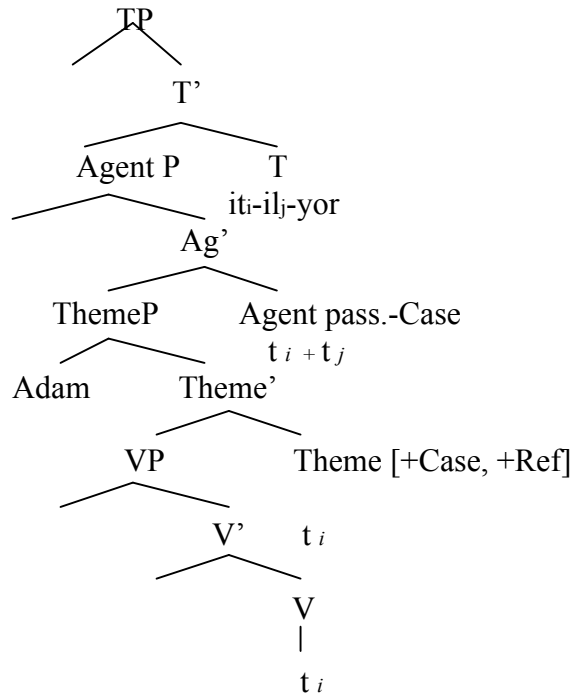 TP
T’
Agent P T
itᵢ-ilⱼ-yor
Ag’
ThemeP Agent pass.-Case
t i + t j
Adam Theme’
VP Theme [+Case, +Ref]
V’ t i
V
t i